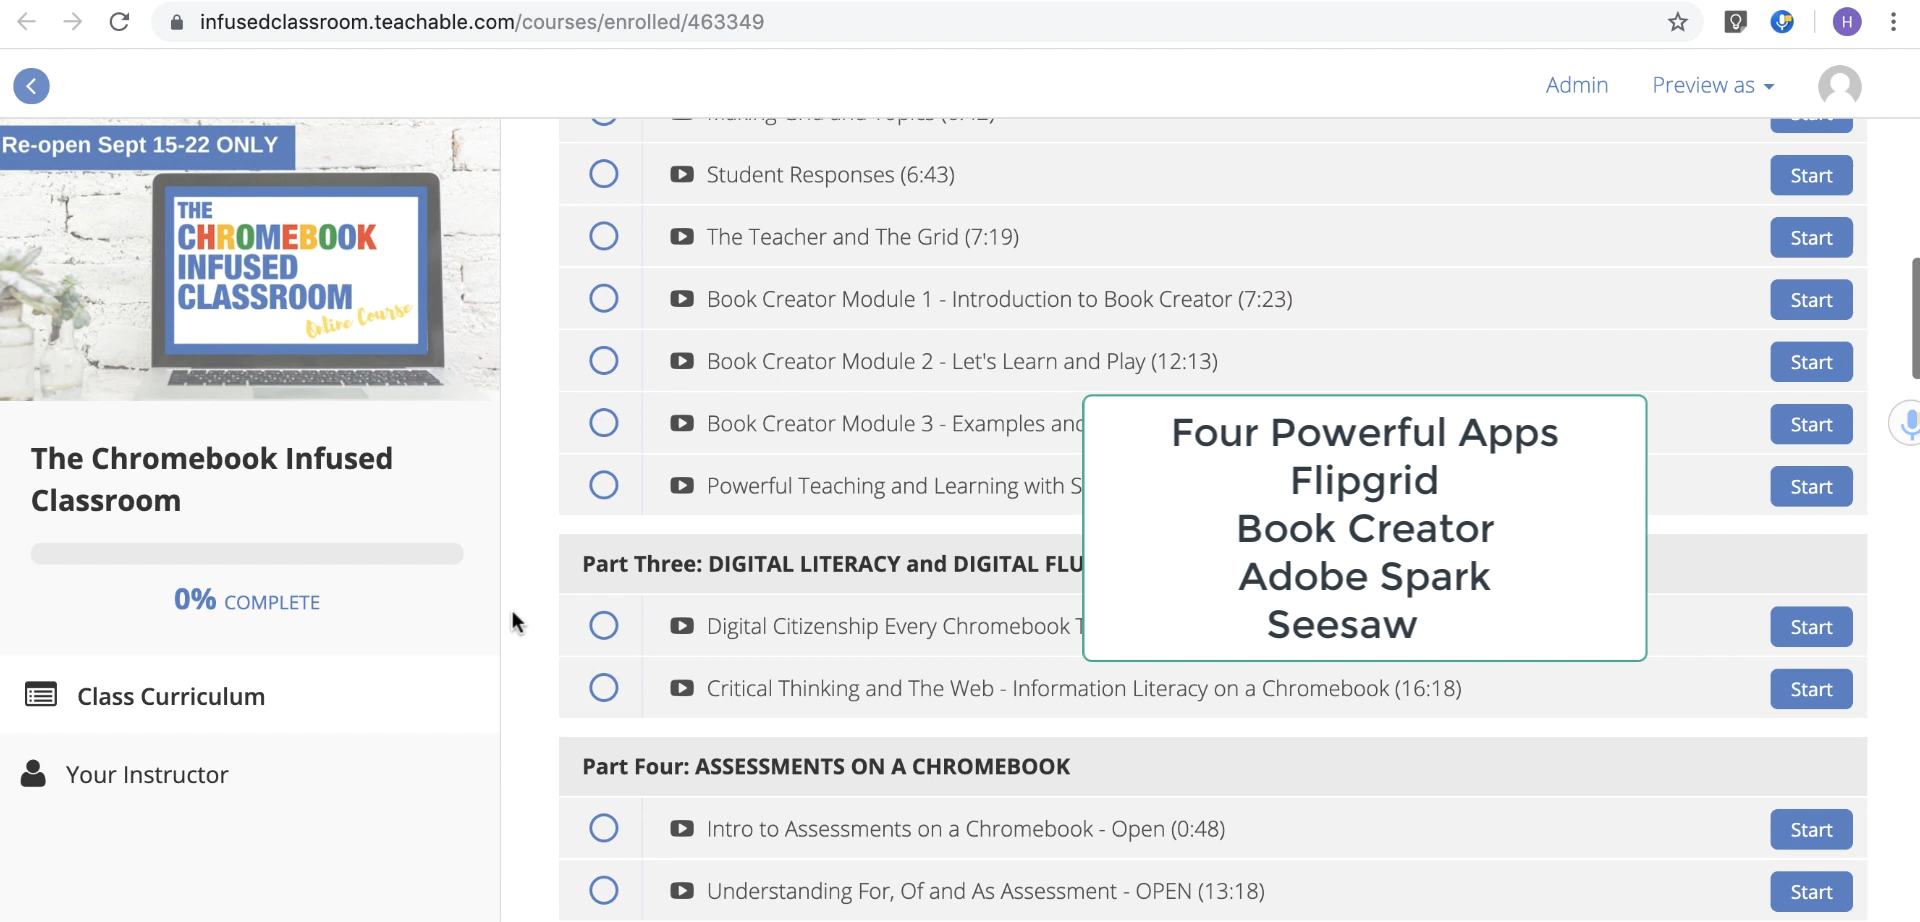 infusedclassroom.teachable.com/courses/enrolled/463349
H
Admin
Preview as
Re-open Sept 15-22 ONLY
THE
CHROMEBOOK
INFUSED
CLASSROOM
Online Course
The Chromebook Infused
Classroom
0% COMPLETE
Class Curriculum
Your Instructor
Student Responses (6:43)
Start
The Teacher and The Grid (7:19)
Start
Book Creator Module 1 - Introduction to Book Creator (7:23)
Start
Book Creator Module 2 - Let's Learn and Play (12:13)
Start
Book Creator Module 3 - Examples and
Start
Powerful Teaching and Learning with S
Start
Part Three: DIGITAL LITERACY and DIGITAL FLU
Digital Citizenship Every Chromebook T
Start
Critical Thinking and The Web - Information Literacy on a Chromebook (16:18)
Start
Four Powerful Apps
Flipgrid
Book Creator
Adobe Spark
Seesaw
Part Four: ASSESSMENTS ON A CHROMEBOOK
Intro to Assessments on a Chromebook - Open (0:48)
Start
Understanding For, Of and As Assessment - OPEN (13:18)
Start